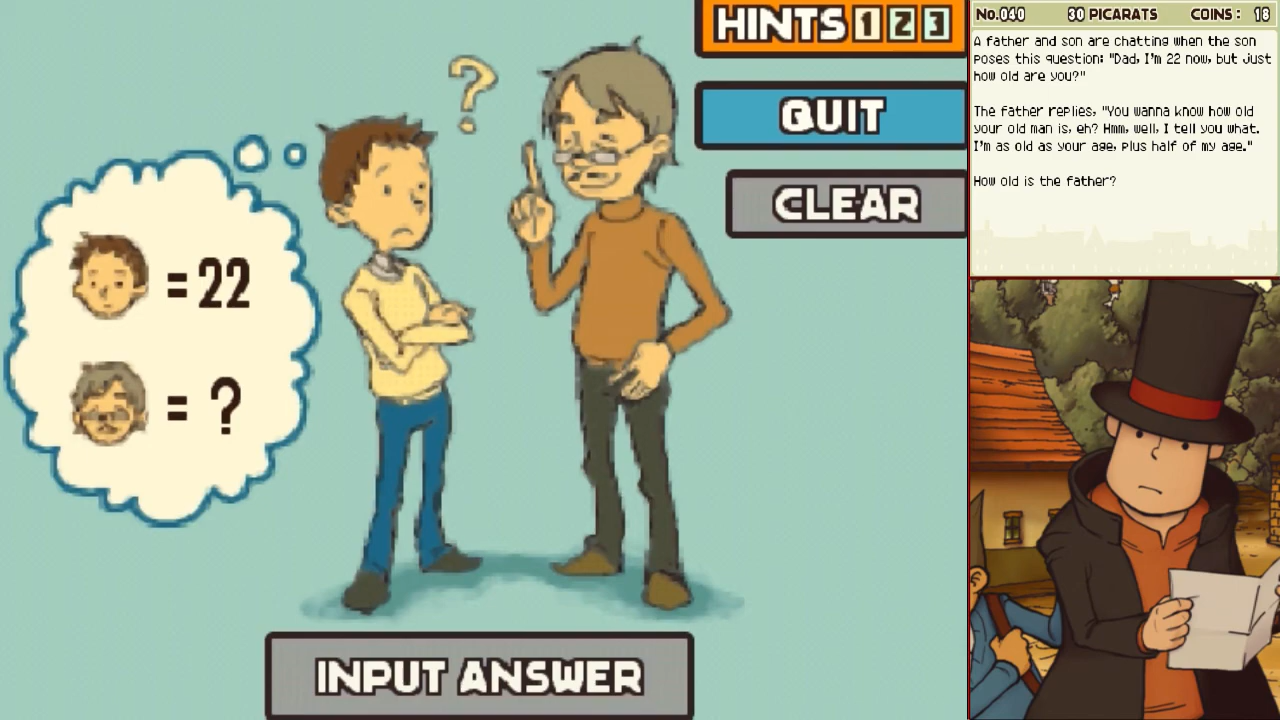 HINTS 1 2 3
QUIT
CLEAR
= 22
?
= ?
INPUT ANSWER
No.040 30 PICARATS COINS: 18
A father and son are chatting when the son
poses this question: "Dad, I'm 22 now, but just
how old are you?"
The father replies, "You wanna know how old
your old man is, eh? Hmm, well, I tell you what.
I'm as old as your age, plus half of my age."
How old is the father?